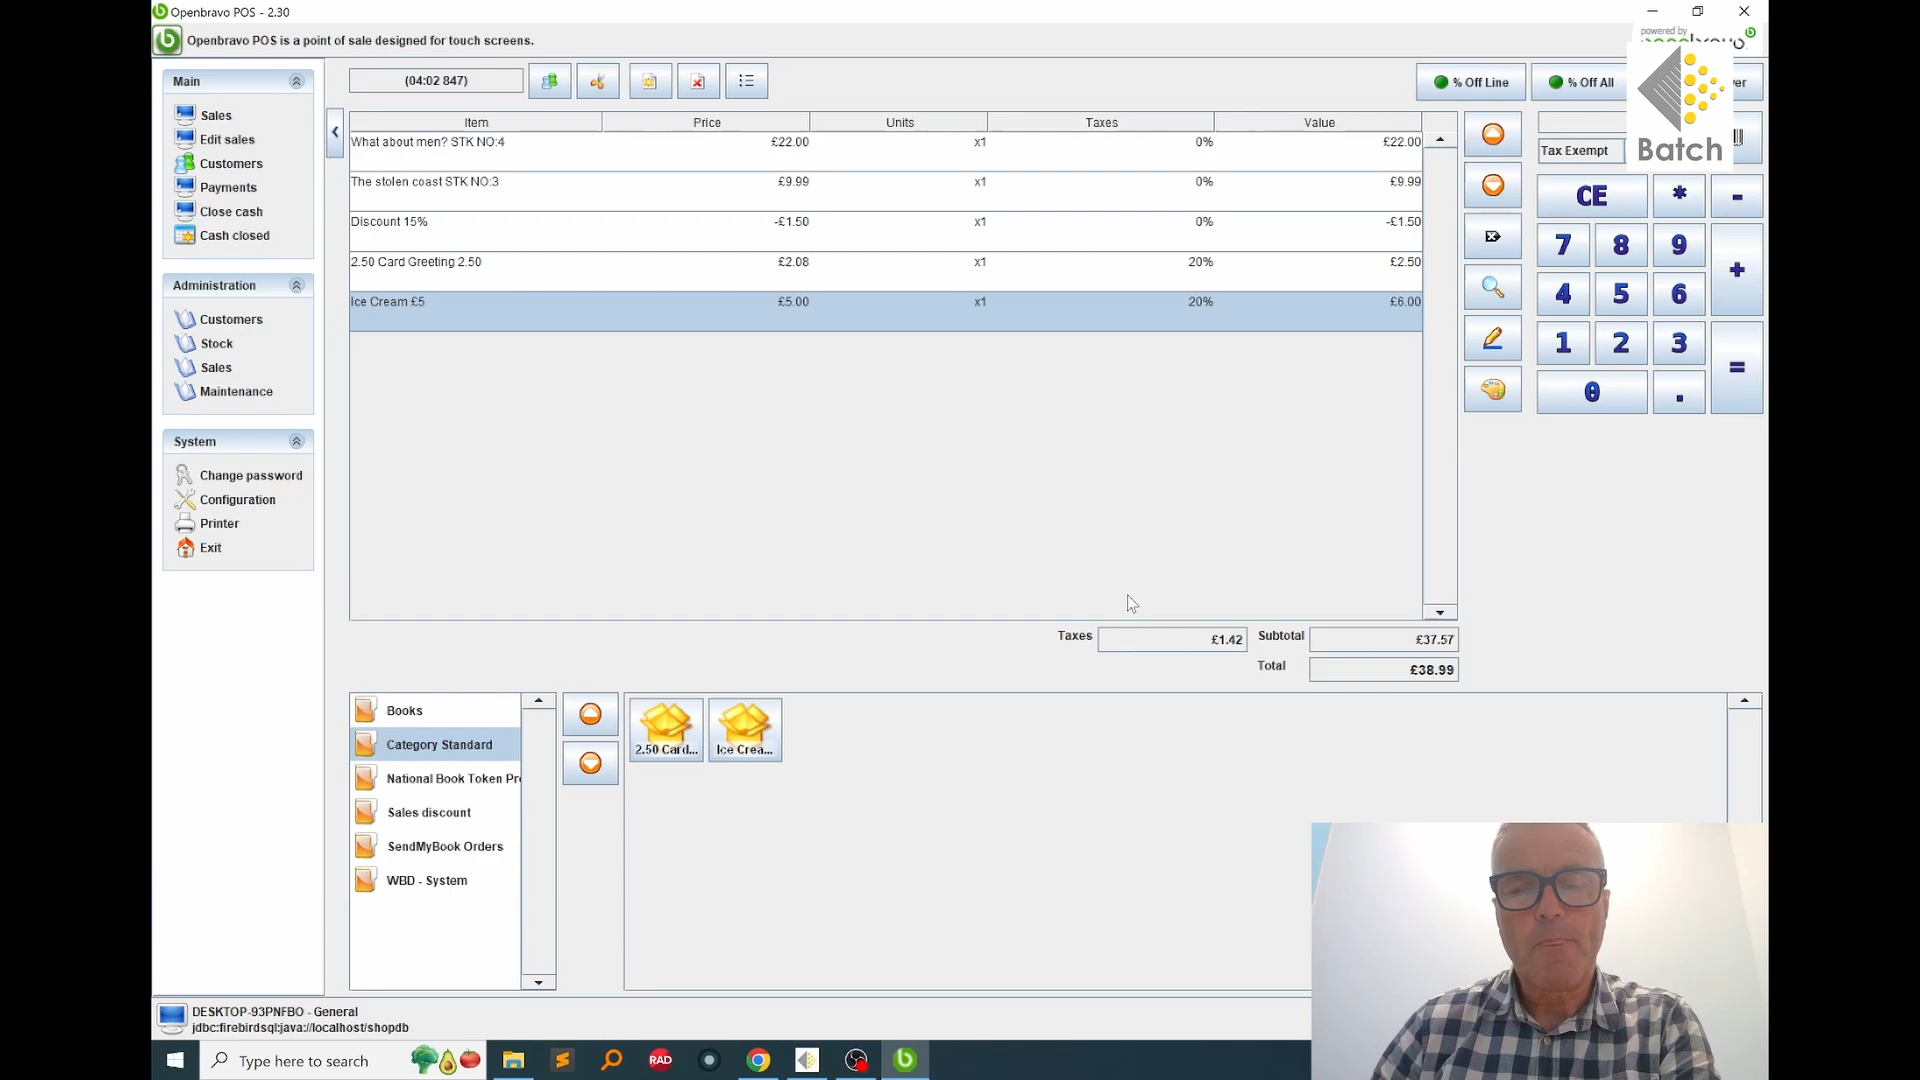 Openbravo POS - 2.30
Openbravo POS is a point of sale designed for touch screens.
powered by
Main
Sales
Edit sales
Customers
Payments
Close cash
Cash closed
Administration
Customers
Stock
Sales
Maintenance
System
Change password
Configuration
Printer
Exit
(04:02 847)
% Off Line
% Off All
Batch
Item Price Units Taxes Value
What about men? STK NO:4 £22.00 x1 0% £22.00
The stolen coast STK NO:3 £9.99 x1 0% £9.99
Discount 15% -£1.50 x1 0% -£1.50
2.50 Card Greeting 2.50 £2.08 x1 20% £2.50
Ice Cream £5 £5.00 x1 20% £6.00
Tax Exempt
CE * -
7 8 9 +
4 5 6
1 2 3 =
0 .
Taxes £1.42 Subtotal £37.57
Total £38.99
Books
Category Standard
National Book Token Pr
Sales discount
SendMyBook Orders
WBD - System
2.50 Card...
Ice Crea...
DESKTOP-93PNFBO - General
jdbc:firebirdsql:java://localhost/shopdb
Type here to search
RAD